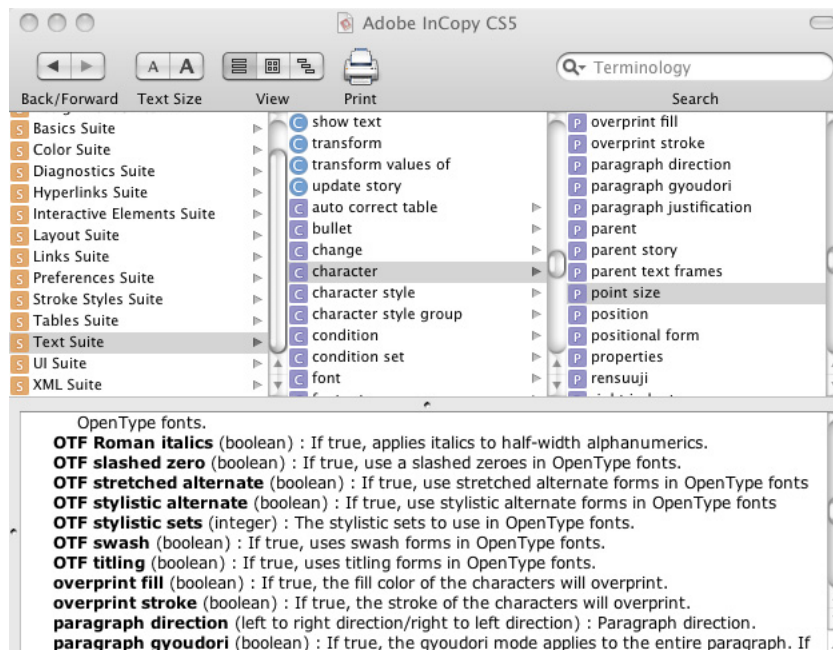 Adobe InCopy CS5
A A
Terminology
Back/Forward Text Size View Print Search
S Basics Suite
S Color Suite
S Diagnostics Suite
S Hyperlinks Suite
S Interactive Elements Suite
S Layout Suite
S Links Suite
S Preferences Suite
S Stroke Styles Suite
S Tables Suite
S Text Suite
S UI Suite
S XML Suite
C show text
C transform
C transform values of
C update story
C auto correct table
C bullet
C change
C character
C character style
C character style group
C condition
C condition set
C font
P overprint fill
P overprint stroke
P paragraph direction
P paragraph gyoudori
P paragraph justification
P parent
P parent story
P parent text frames
P point size
P position
P positional form
P properties
P rensuuji
OpenType fonts.
OTF Roman italics (boolean) : If true, applies italics to half-width alphanumerics.
OTF slashed zero (boolean) : If true, use a slashed zeroes in OpenType fonts.
OTF stretched alternate (boolean) : If true, use stretched alternate forms in OpenType fonts
OTF stylistic alternate (boolean) : If true, use stylistic alternate forms in OpenType fonts
OTF stylistic sets (integer) : The stylistic sets to use in OpenType fonts.
OTF swash (boolean) : If true, uses swash forms in OpenType fonts.
OTF titling (boolean) : If true, uses titling forms in OpenType fonts.
overprint fill (boolean) : If true, the fill color of the characters will overprint.
overprint stroke (boolean) : If true, the stroke of the characters will overprint.
paragraph direction (left to right direction/right to left direction) : Paragraph direction.
paragraph gyoudori (boolean) : If true, the gyoudori mode applies to the entire paragraph. If